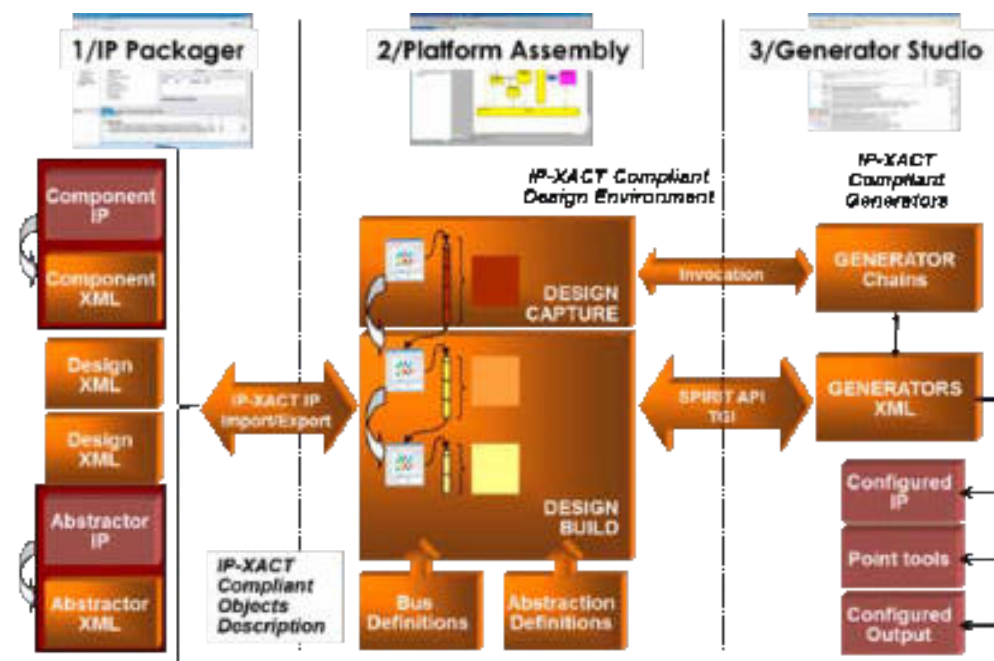 1/IP Packager
2/Platform Assembly
3/Generator Studio
Component
IP
Component
XML
Design
XML
Design
XML
Abstractor
IP
Abstractor
XML
IP-XACT IP
Import/Export
IP-XACT
Compliant
Objects
Description
IP-XACT Compliant
Design Environment
DESIGN
CAPTURE
DESIGN
BUILD
Bus
Definitions
Abstraction
Definitions
Invocation
SPIRIT API
TGI
IP-XACT
Compliant
Generators
GENERATOR
Chains
GENERATORS
XML
Configured
IP
Point tools
Configured
Output